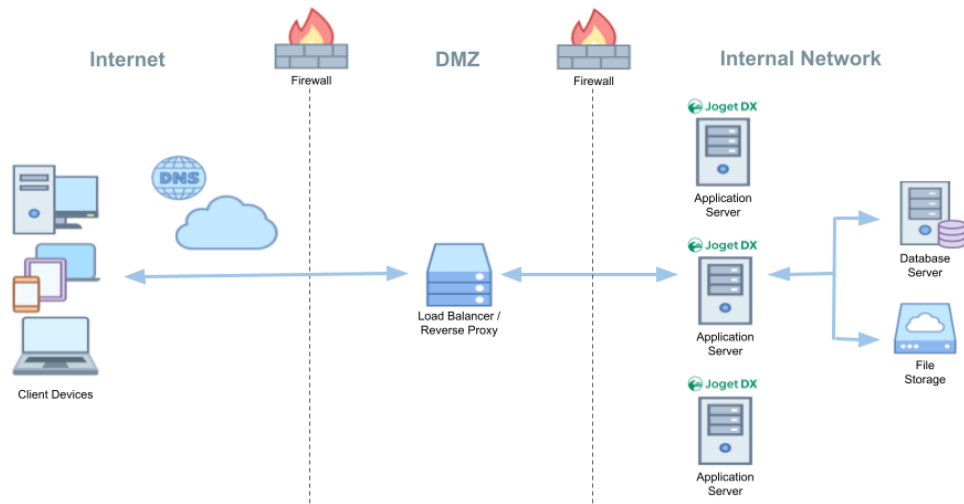 Internet
DMZ
Internal Network
Firewall
Firewall
Joget DX
Application
Server
DNS
Client Devices
Load Balancer /
Reverse Proxy
Joget DX
Application
Server
Database
Server
File
Storage
Joget DX
Application
Server